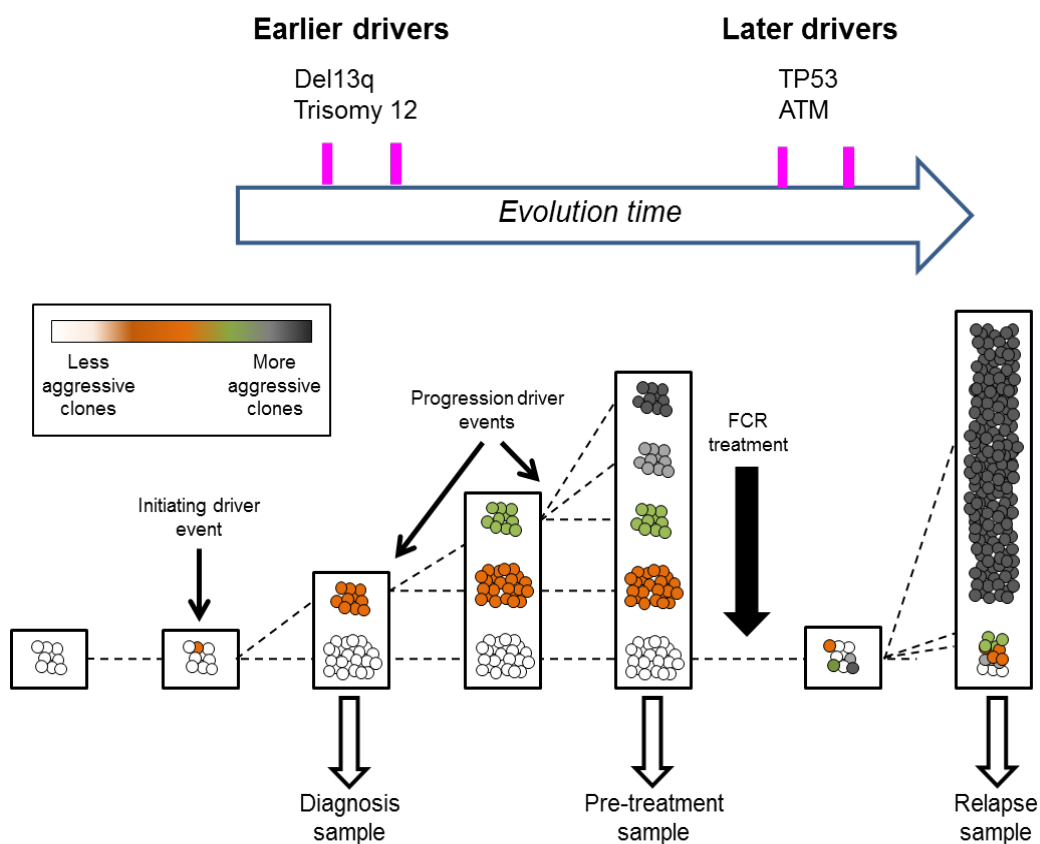 Earlier drivers
Later drivers
Del13q
Trisomy 12
TP53
ATM
Evolution time
Less
aggressive
clones
More
aggressive
clones
Progression driver
events
FCR
treatment
Initiating driver
event
Diagnosis
sample
Pre-treatment
sample
Relapse
sample